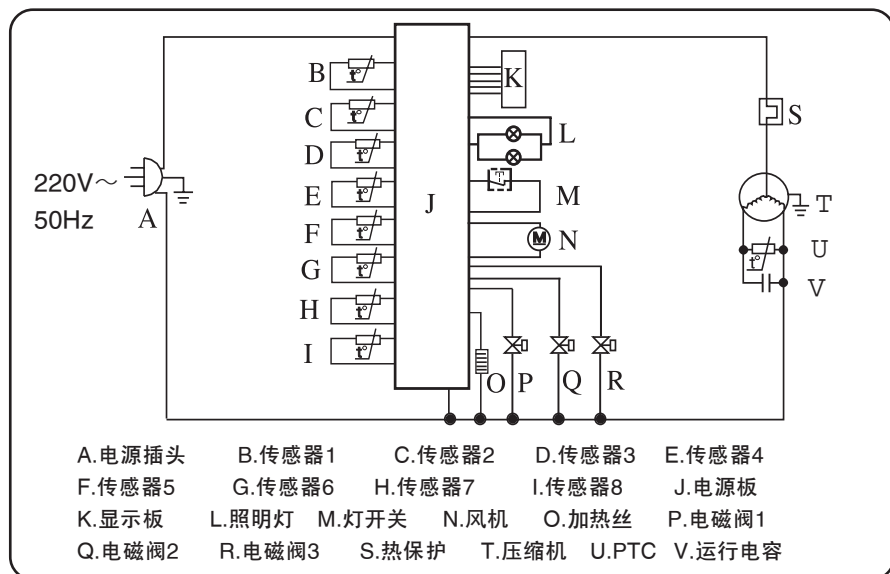 B
C
D
E
F
G
H
I
J
K
L
M
M N
O P Q R
S
T
U
V
t°
t°
t°
t°
t°
t°
t°
t°
t°
220V～
50Hz
A
A.电源插头 B.传感器1 C.传感器2 D.传感器3 E.传感器4
F.传感器5 G.传感器6 H.传感器7 I.传感器8 J.电源板
K.显示板 L.照明灯 M.灯开关 N.风机 O.加热丝 P.电磁阀1
Q.电磁阀2 R.电磁阀3 S.热保护 T.压缩机 U.PTC V.运行电容